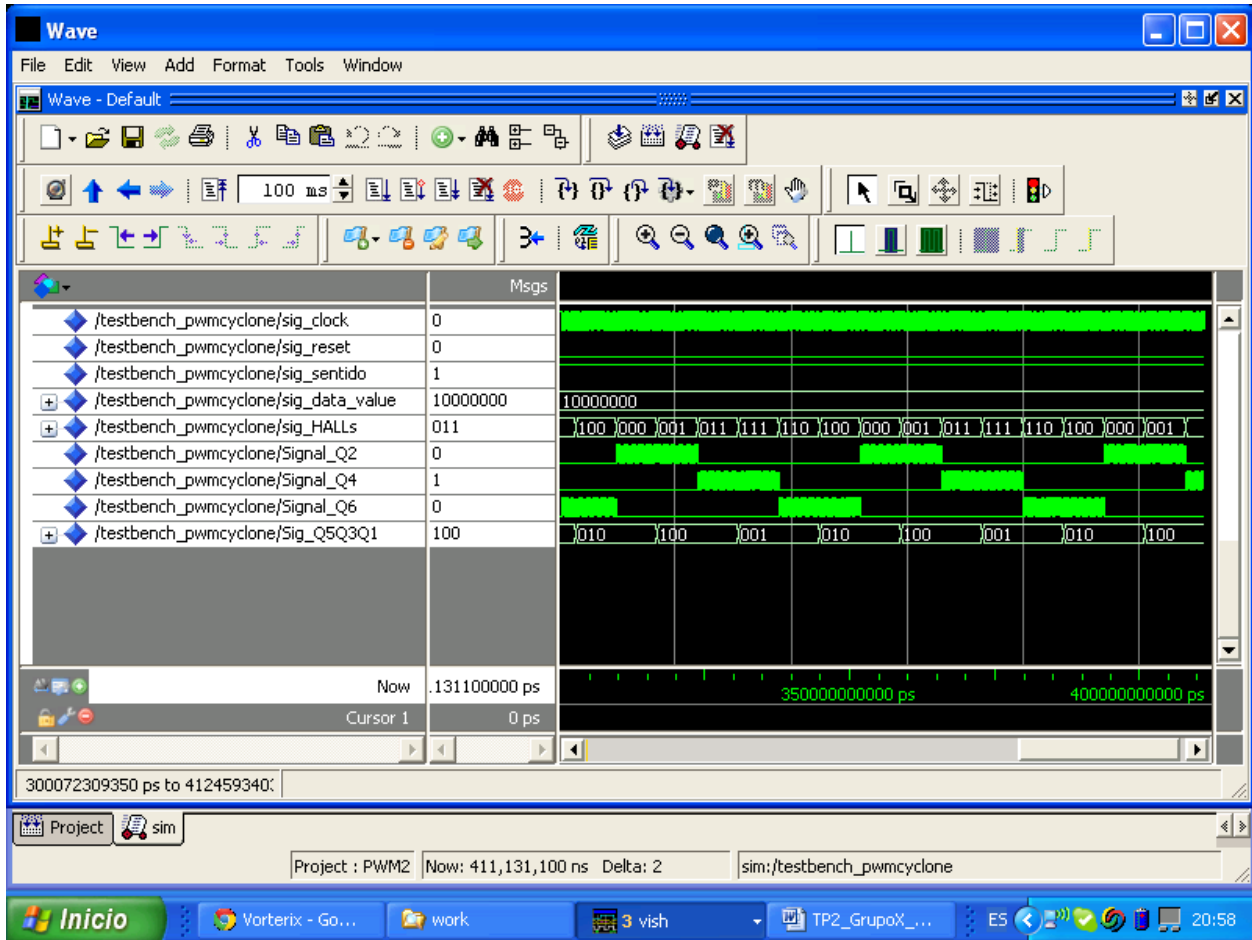 Wave
File Edit View Add Format Tools Window
Wave - Default
100 ms
Msgs
/testbench_pwmcyclone/sig_clock 0
/testbench_pwmcyclone/sig_reset 0
/testbench_pwmcyclone/sig_sentido 1
/testbench_pwmcyclone/sig_data_value 10000000 10000000
/testbench_pwmcyclone/sig_HALLs 011 100 000 001 011 111 110 100 000 001 011 111 110 100 000 001
/testbench_pwmcyclone/Signal_Q2 0
/testbench_pwmcyclone/Signal_Q4 1
/testbench_pwmcyclone/Signal_Q6 0
/testbench_pwmcyclone/Sig_Q5Q3Q1 100 010 100 001 010 100 001 010 100
Now .131100000 ps 350000000000 ps 400000000000 ps
Cursor 1 0 ps
300072309350 ps to 412459340
Project sim
Project : PWM2 Now: 411,131,100 ns Delta: 2 sim:/testbench_pwmcyclone
Inicio Vorterix - Go... work 3 vish TP2_GrupoX_... ES 20:58